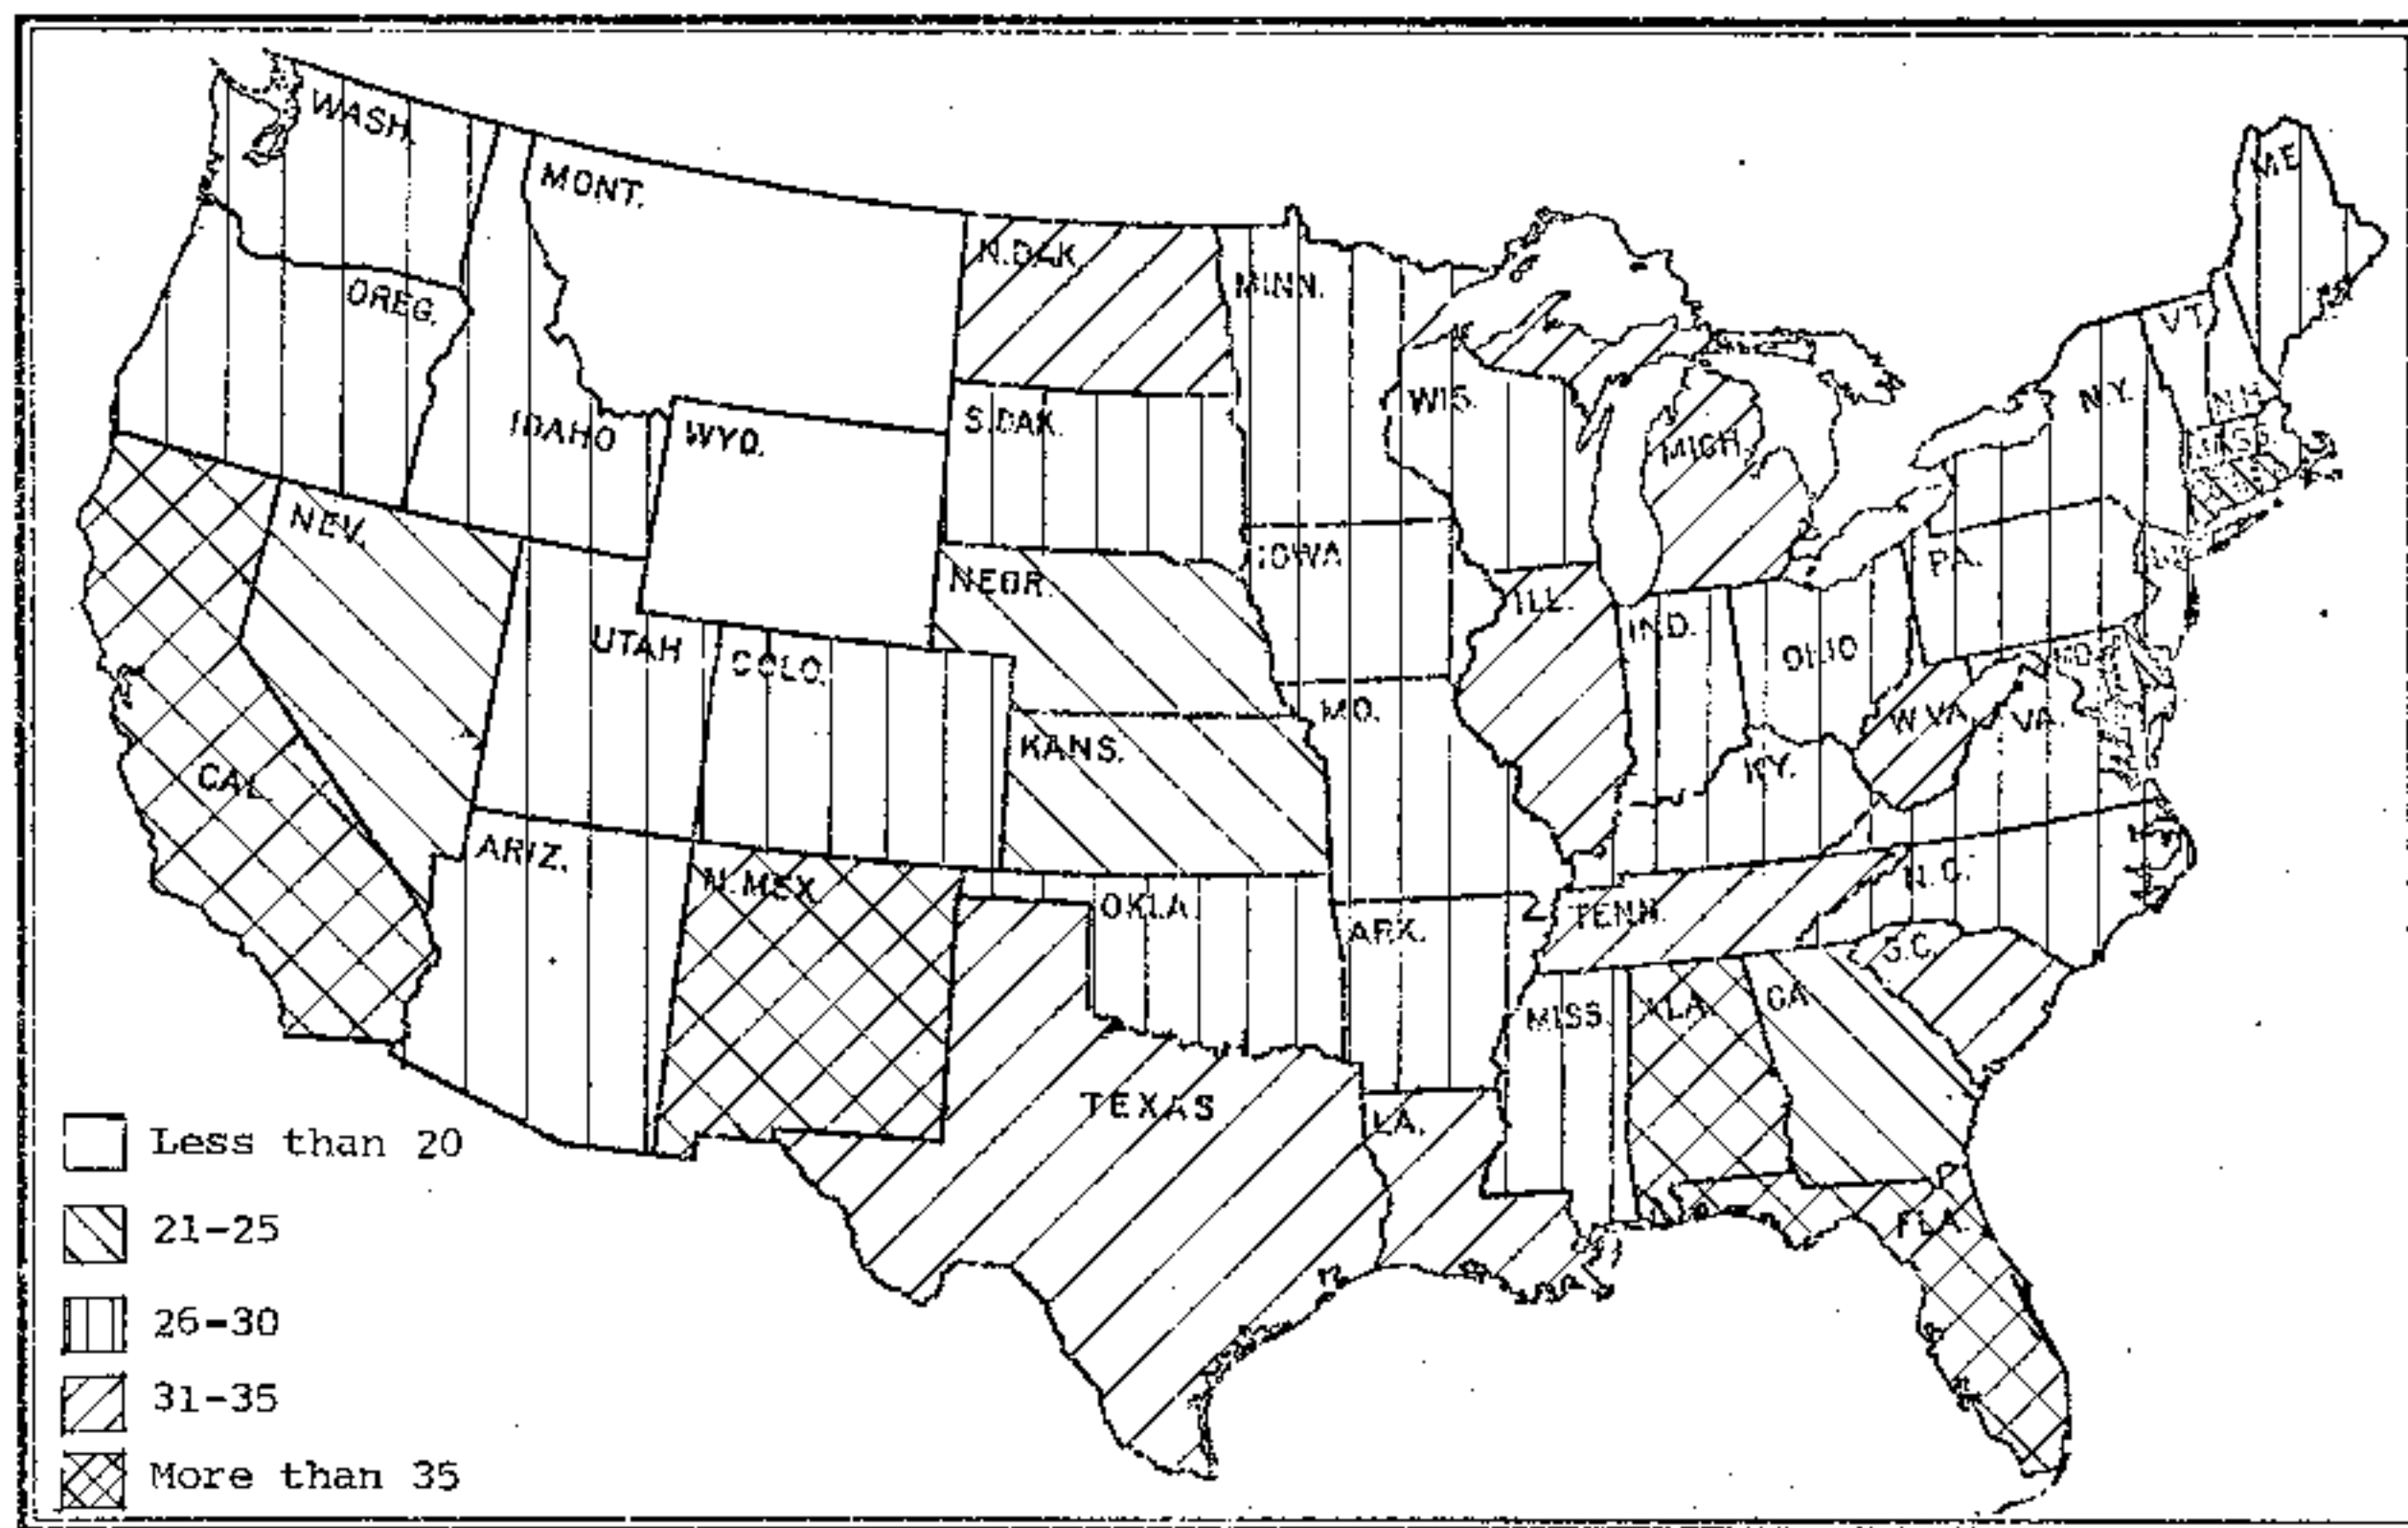 WASH.
MONT.
ME
N.DAK
MINN.
OREG.
VT.
WIS.
N.Y.
S.DAK.
IDAHO
WYO.
MICH.
N.H.
NEV.
NEBR.
IOWA
PA.
ILL.
IND.
OHIO
UTAH
COLO.
MO.
W.VA.
VA.
KANS.
KY.
CAL.
ARIZ.
N.MEX.
OKLA
ARK.
TENN.
N.C.
S.C.
MISS.
ALA.
GA
TEXAS
LA.
FLA.
Less than 20
21-25
26-30
31-35
More than 35